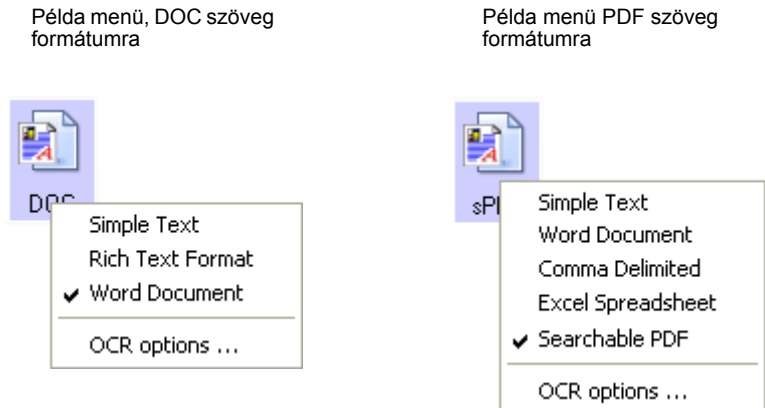 Példa menü, DOC szöveg
formátumra
DOC
Simple Text
Rich Text Format
Word Document
OCR options ...
Példa menü PDF szöveg
formátumra
Simple Text
Word Document
Comma Delimited
Excel Spreadsheet
Searchable PDF
OCR options ...